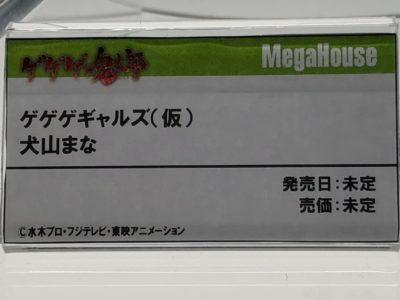 ゲゲゲの鬼太郎
MegaHouse
ゲゲゲギャルズ(仮)
犬山まな
発売日:未定
売価:未定
©水木プロ・フジテレビ・東映アニメーション